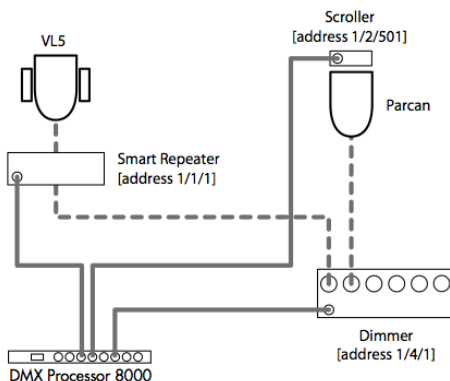 Scroller
[address 1/2/501]
VL5
Parcan
Smart Repeater
[address 1/1/1]
Dimmer
[address 1/4/1]
DMX Processor 8000